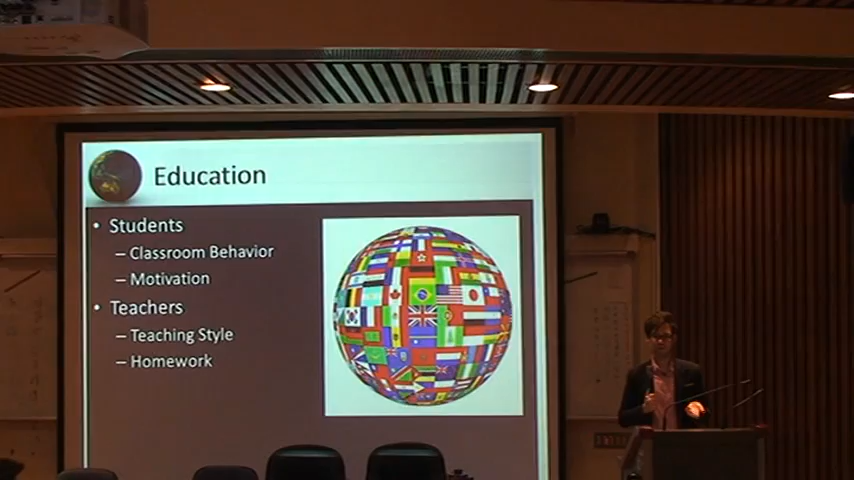 Education
• Students
– Classroom Behavior
– Motivation
• Teachers
– Teaching Style
– Homework